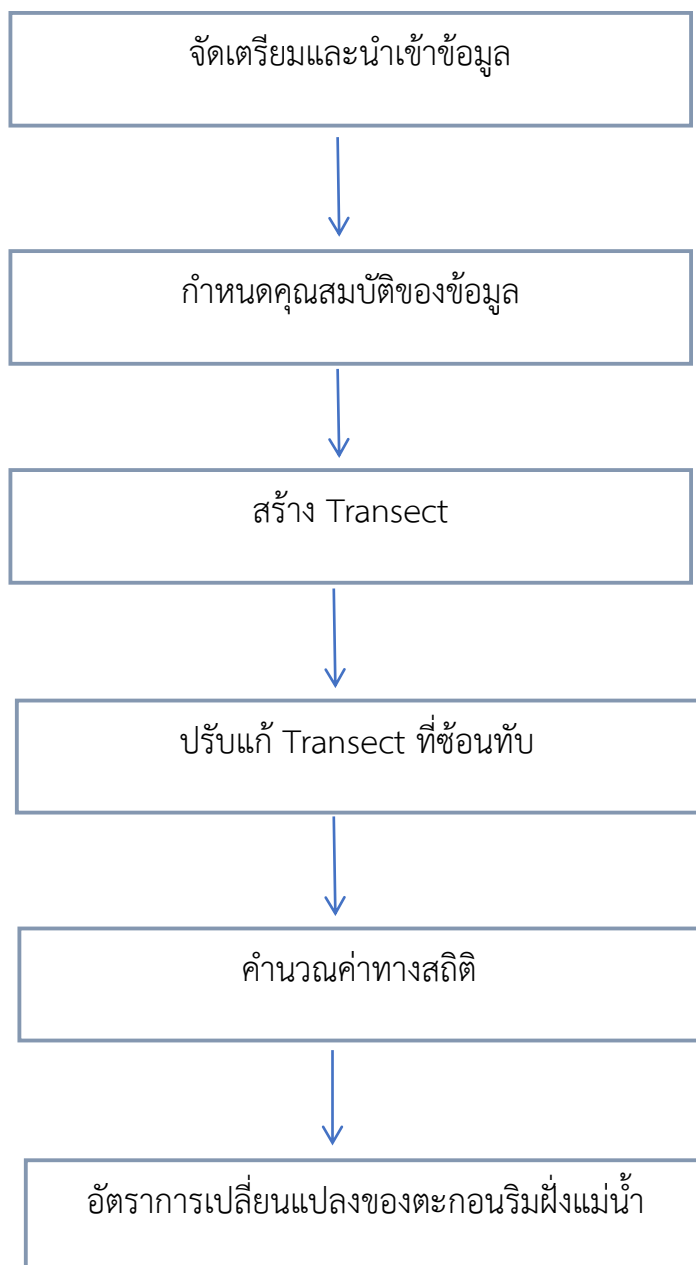 จัดเตรียมและนำเข้าข้อมูล
กำหนดคุณสมบัติของข้อมูล
สร้าง Transect
ปรับแก้ Transect ที่ซ้อนทับ
คำนวณค่าทางสถิติ
อัตราการเปลี่ยนแปลงของตะกอนริมฝั่งแม่น้ำ